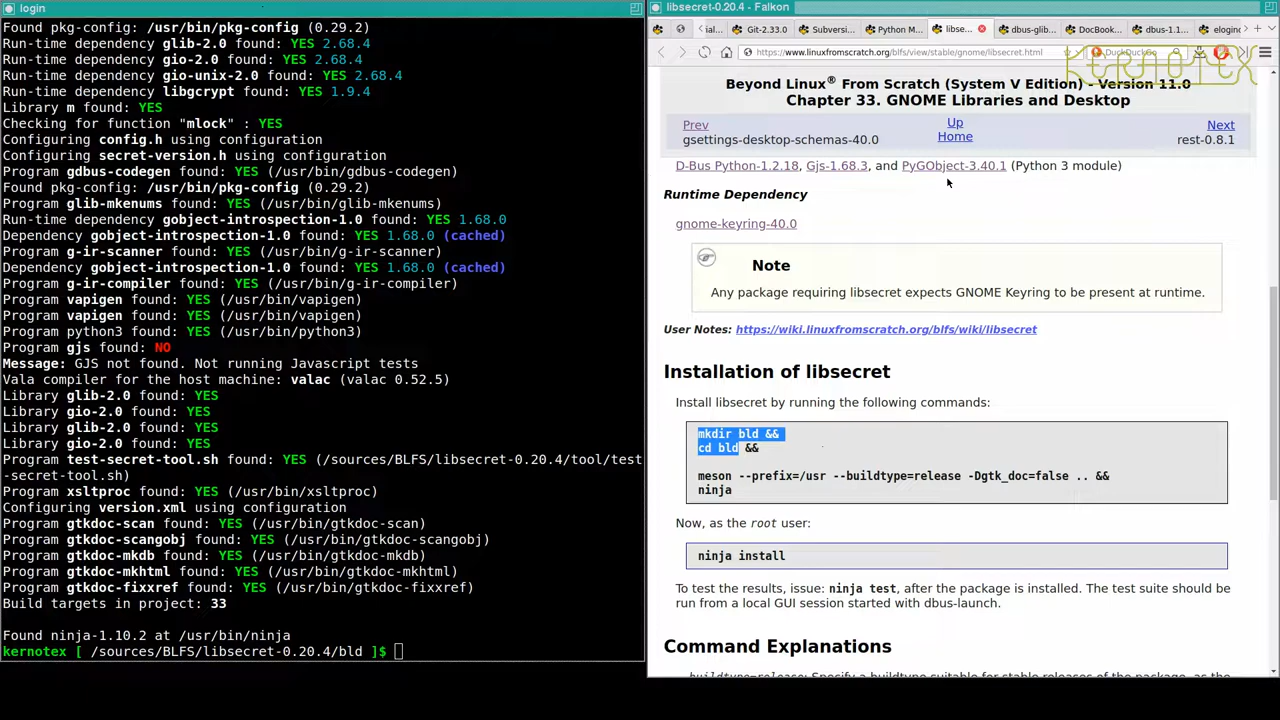 login
Found pkg-config: /usr/bin/pkg-config (0.29.2)
Run-time dependency glib-2.0 found: YES 2.68.4
Run-time dependency gio-2.0 found: YES 2.68.4
Run-time dependency gio-unix-2.0 found: YES 2.68.4
Run-time dependency libgcrypt found: YES 1.9.4
Library m found: YES
Checking for function "mlock" : YES
Configuring config.h using configuration
Configuring secret-version.h using configuration
Program gdbus-codegen found: YES (/usr/bin/gdbus-codegen)
Found pkg-config: /usr/bin/pkg-config (0.29.2)
Program glib-mkenums found: YES (/usr/bin/glib-mkenums)
Run-time dependency gobject-introspection-1.0 found: YES 1.68.0
Dependency gobject-introspection-1.0 found: YES 1.68.0 (cached)
Program g-ir-scanner found: YES (/usr/bin/g-ir-scanner)
Dependency gobject-introspection-1.0 found: YES 1.68.0 (cached)
Program g-ir-compiler found: YES (/usr/bin/g-ir-compiler)
Program vapigen found: YES (/usr/bin/vapigen)
Program vapigen found: YES (/usr/bin/vapigen)
Program python3 found: YES (/usr/bin/python3)
Program gjs found: NO
Message: GJS not found. Not running Javascript tests
Vala compiler for the host machine: valac (valac 0.52.5)
Library glib-2.0 found: YES
Library gio-2.0 found: YES
Library glib-2.0 found: YES
Library gio-2.0 found: YES
Program test-secret-tool.sh found: YES (/sources/BLFS/libsecret-0.20.4/tool/test
-secret-tool.sh)
Program xsltproc found: YES (/usr/bin/xsltproc)
Configuring version.xml using configuration
Program gtkdoc-scan found: YES (/usr/bin/gtkdoc-scan)
Program gtkdoc-scangobj found: YES (/usr/bin/gtkdoc-scangobj)
Program gtkdoc-mkdb found: YES (/usr/bin/gtkdoc-mkdb)
Program gtkdoc-mkhtml found: YES (/usr/bin/gtkdoc-mkhtml)
Program gtkdoc-fixxref found: YES (/usr/bin/gtkdoc-fixxref)
Build targets in project: 33
Found ninja-1.10.2 at /usr/bin/ninja
kernotex [ /sources/BLFS/libsecret-0.20.4/bld ]$
libsecret-0.20.4 - Falkon
ial... Git-2.33.0 Subversi... Python M... libse... dbus-glib... DocBook... dbus-1.1... eloginc
https://www.linuxfromscratch.org/blfs/view/stable/gnome/libsecret.html DuckDuckGo
KERNOTEX
Beyond Linux® From Scratch (System V Edition) - Version 11.0
Chapter 33. GNOME Libraries and Desktop
Prev Up Next
gsettings-desktop-schemas-40.0 Home rest-0.8.1
D-Bus Python-1.2.18, Gjs-1.68.3, and PyGObject-3.40.1 (Python 3 module)
Runtime Dependency
gnome-keyring-40.0
Note
Any package requiring libsecret expects GNOME Keyring to be present at runtime.
User Notes: https://wiki.linuxfromscratch.org/blfs/wiki/libsecret
Installation of libsecret
Install libsecret by running the following commands:
mkdir bld &&
cd bld &&
meson --prefix=/usr --buildtype=release -Dgtk_doc=false .. &&
ninja
Now, as the root user:
ninja install
To test the results, issue: ninja test, after the package is installed. The test suite should be
run from a local GUI session started with dbus-launch.
Command Explanations
--buildtype=release: Specify a buildtype suitable for stable releases of the package, as the